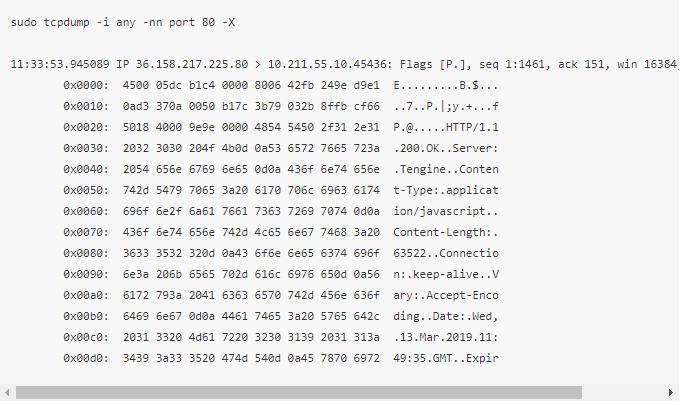 sudo tcpdump -i any -nn port 80 -X
11:33:53.945089 IP 36.158.217.225.80 > 10.211.55.10.45436: Flags [P.], seq 1:1461, ack 151, win 16384,
0x0000:  4500 05dc b1c4 0000 8006 42fb 249e d9e1  E.........B.$...
0x0010:  0ad3 370a 0050 b17c 3b79 032b 8ffb cf66  ..7..P.|;y.+...f
0x0020:  5018 4000 9e9e 0000 4854 5450 2f31 2e31  P.@.....HTTP/1.1
0x0030:  2032 3030 204f 4b0d 0a53 6572 7665 723a  .200.OK..Server:
0x0040:  2054 656e 6769 6e65 0d0a 436f 6e74 656e  .Tengine..Conten
0x0050:  742d 5479 7065 3a20 6170 706c 6963 6174  t-Type:.applicat
0x0060:  696f 6e2f 6a61 7661 7363 7269 7074 0d0a  ion/javascript..
0x0070:  436f 6e74 656e 742d 4c65 6e67 7468 3a20  Content-Length:.
0x0080:  3633 3532 320d 0a43 6f6e 6e65 6374 696f  63522..Connectio
0x0090:  6e3a 206b 6565 702d 616c 6976 650d 0a56  n:.keep-alive..V
0x00a0:  6172 793a 2041 6363 6570 742d 456e 636f  ary:.Accept-Enco
0x00b0:  6469 6e67 0d0a 4461 7465 3a20 5765 642c  ding..Date:.Wed,
0x00c0:  2031 3320 4d61 7220 3230 3139 2031 313a  .13.Mar.2019.11:
0x00d0:  3439 3a33 3520 474d 540d 0a45 7870 6972  49:35.GMT..Expir